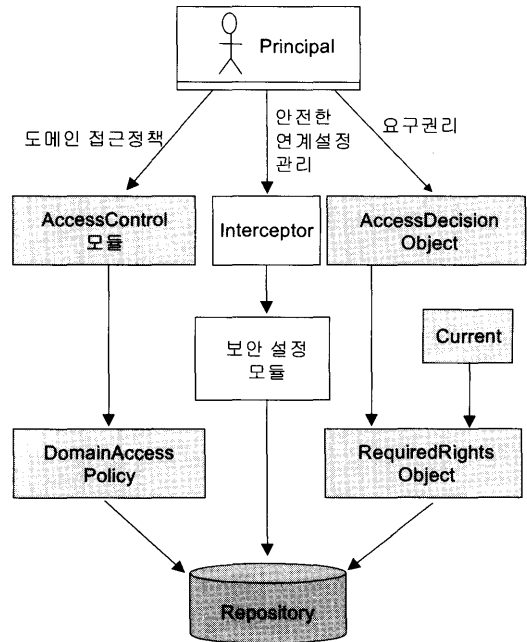 Principal
도메인 접근정책
안전한
연계설정
관리
요구권리
AccessControl
모듈
Interceptor
AccessDecision
Object
보안 설정
모듈
Current
DomainAccess
Policy
RequiredRights
Object
Repository